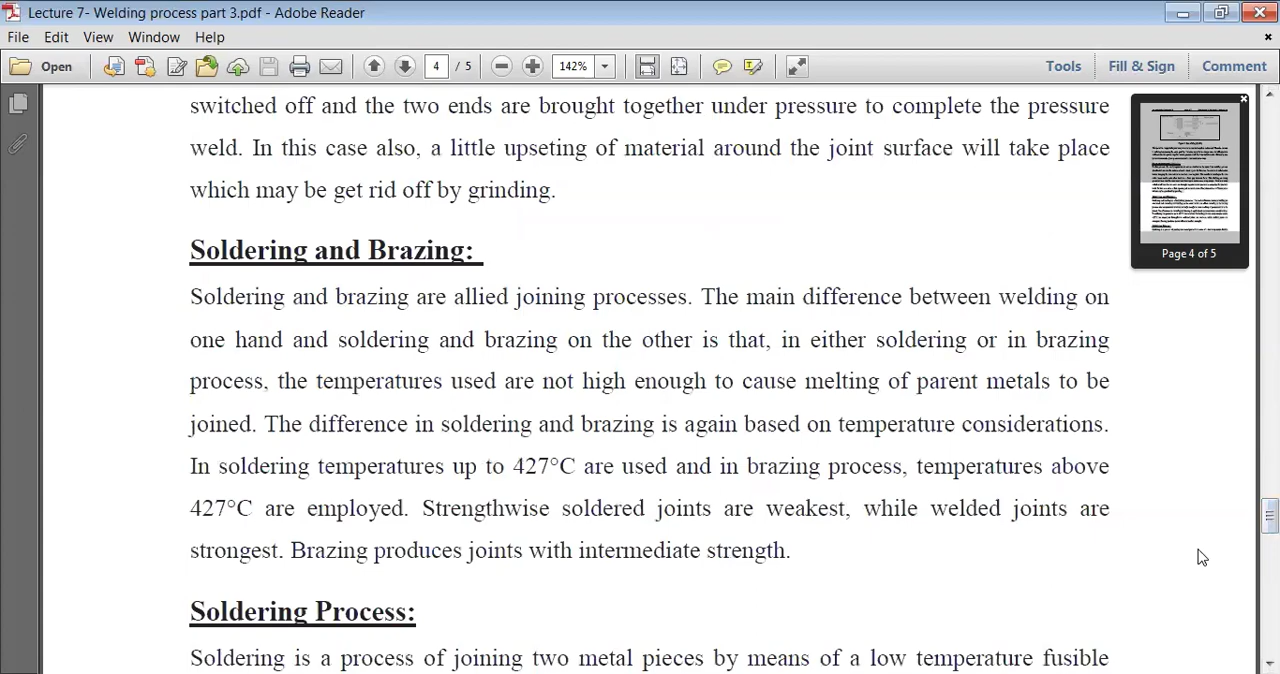 Lecture 7- Welding process part 3.pdf - Adobe Reader
File Edit View Window Help
Open 4 / 5 142% Tools Fill & Sign Comment
switched off and the two ends are brought together under pressure to complete the pressure
weld. In this case also, a little upseting of material around the joint surface will take place
which may be get rid off by grinding.
Soldering and Brazing:
Soldering and brazing are allied joining processes. The main difference between welding on
one hand and soldering and brazing on the other is that, in either soldering or in brazing
process, the temperatures used are not high enough to cause melting of parent metals to be
joined. The difference in soldering and brazing is again based on temperature considerations.
In soldering temperatures up to 427°C are used and in brazing process, temperatures above
427°C are employed. Strengthwise soldered joints are weakest, while welded joints are
strongest. Brazing produces joints with intermediate strength.
Soldering Process:
Soldering is a process of joining two metal pieces by means of a low temperature fusible
Page 4 of 5